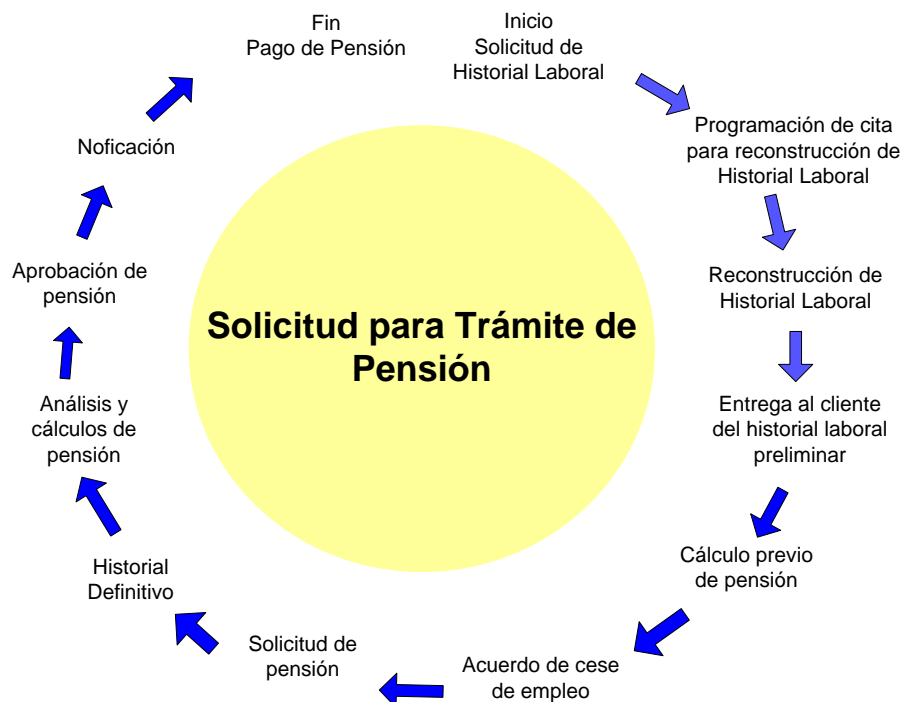 Inicio
Solicitud de
Historial Laboral
Programación de cita
para reconstrucción de
Historial Laboral
Reconstrucción de
Historial Laboral
Entrega al cliente
del historial laboral
preliminar
Cálculo previo
de pensión
Acuerdo de cese
de empleo
Solicitud de
pensión
Historial
Definitivo
Análisis y
cálculos de
pensión
Aprobación de
pensión
Noficación
Fin
Pago de Pensión
Solicitud para Trámite de
Pensión